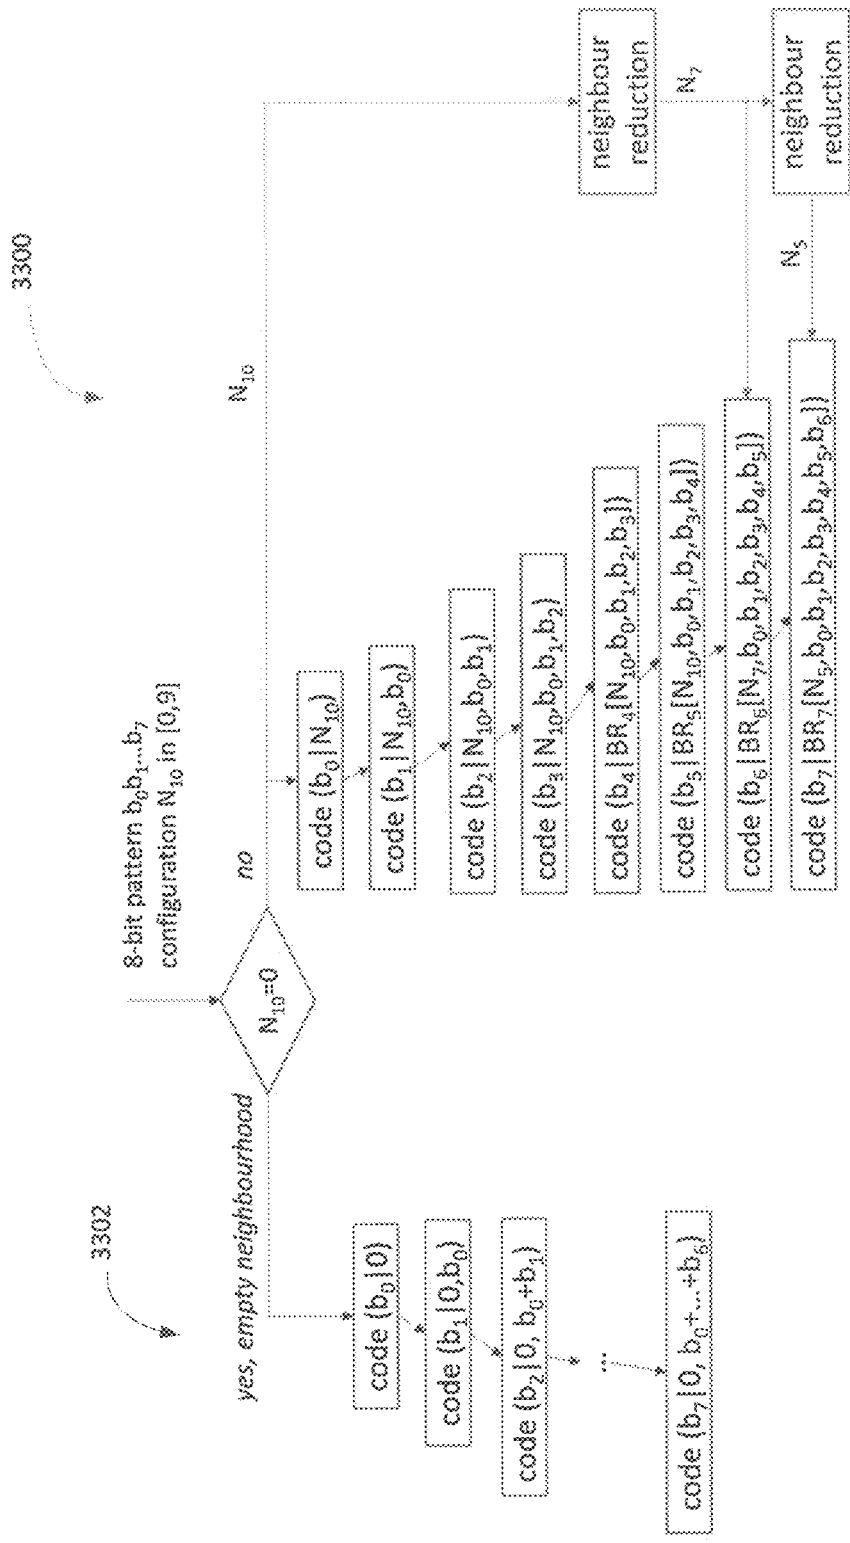 3300
8-bit pattern b₀b₁...b₇
configuration N₁₀ in [0,9]
N₁₀=0
yes, empty neighbourhood
no
N₁₀
3302
code (b₀|0)
code (b₁|0,b₀)
code (b₂|0, b₀+b₁)
...
code (b₇|0, b₀+...+b₆)
code (b₀|N₁₀)
code (b₁|N₁₀,b₀)
code (b₂|N₁₀,b₀,b₁)
code (b₃|N₁₀,b₀,b₁,b₂)
code (b₄|BR₄[N₁₀,b₀,b₁,b₂,b₃])
code (b₅|BR₅[N₁₀,b₀,b₁,b₂,b₃,b₄])
code (b₆|BR₆[N₇,b₀,b₁,b₂,b₃,b₄,b₅])
code (b₇|BR₇[N₅,b₀,b₁,b₂,b₃,b₄,b₅,b₆])
neighbour
reduction
N₇
neighbour
reduction
N₅